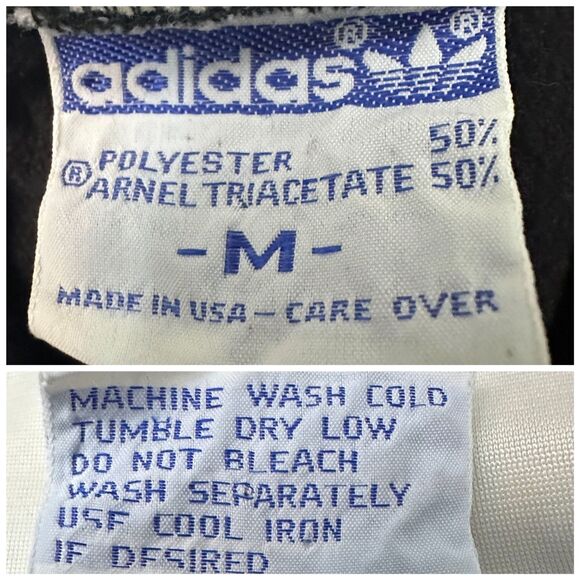 adidas® ®
POLYESTER 50%
®ARNEL TRIACETATE 50%
- M -
MADE IN USA - CARE OVER
MACHINE WASH COLD
TUMBLE DRY LOW
DO NOT BLEACH
WASH SEPARATELY
USE COOL IRON
IF DESIRED